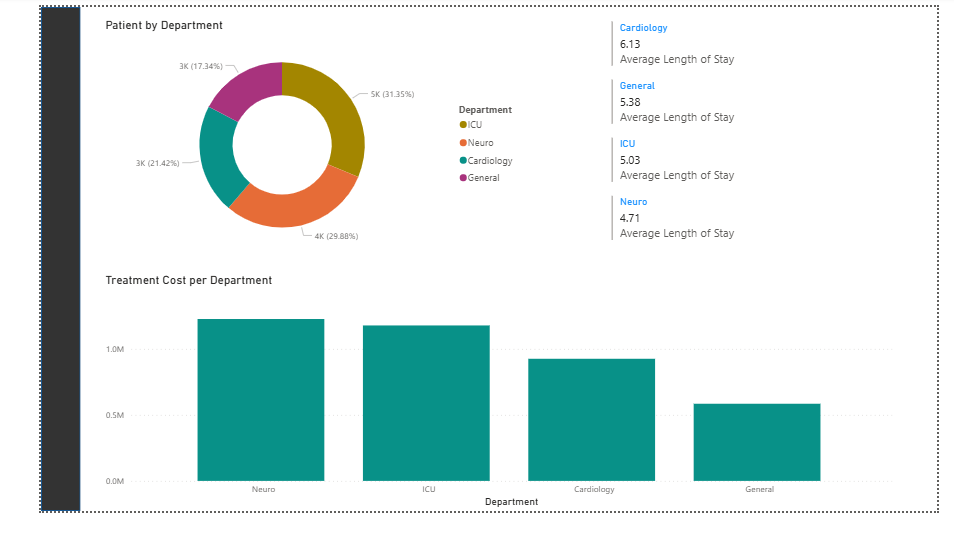 Patient by Department
3K (17.34%)
5K (31.35%)
3K (21.42%)
4K (29.88%)
Department
ICU
Neuro
Cardiology
General
Cardiology
6.13
Average Length of Stay
General
5.38
Average Length of Stay
ICU
5.03
Average Length of Stay
Neuro
4.71
Average Length of Stay
Treatment Cost per Department
1.0M
0.5M
0.0M
Neuro
ICU
Cardiology
General
Department